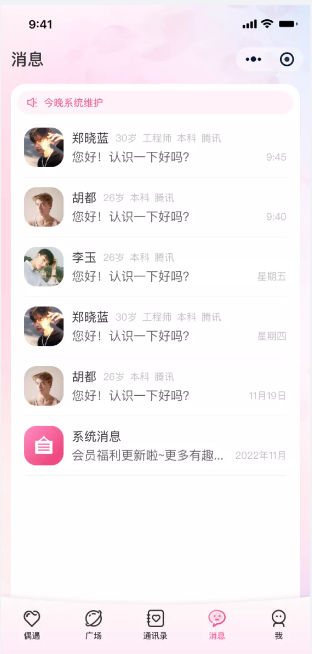 9:41
消息
今晚系统维护
郑晓蓝 30岁 工程师 本科 腾讯
您好！认识一下好吗？ 9:45
胡都 26岁 本科 腾讯
您好！认识一下好吗？ 9:40
李玉 26岁 本科 腾讯
您好！认识一下好吗？ 星期五
郑晓蓝 30岁 工程师 本科 腾讯
您好！认识一下好吗？ 星期四
胡都 26岁 本科 腾讯
您好！认识一下好吗？ 11月19日
系统消息
会员福利更新啦~更多有趣... 2022年11月
偶遇 广场 通讯录 消息 我